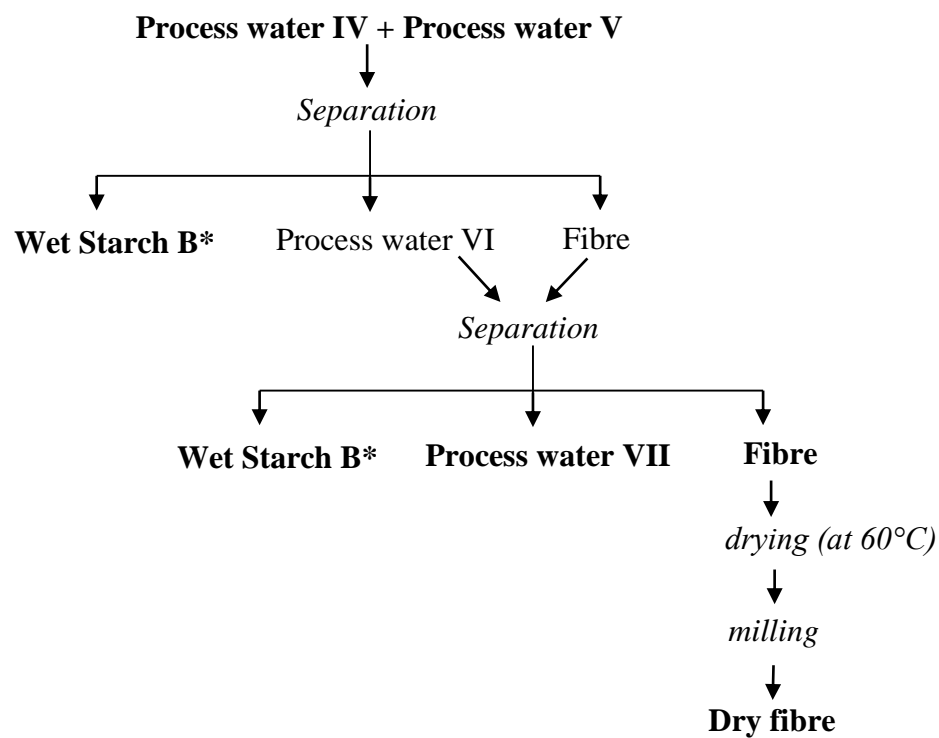 Process water IV + Process water V
Separation
Wet Starch B* Process water VI Fibre
Separation
Wet Starch B* Process water VII Fibre
drying (at 60°C)
milling
Dry fibre